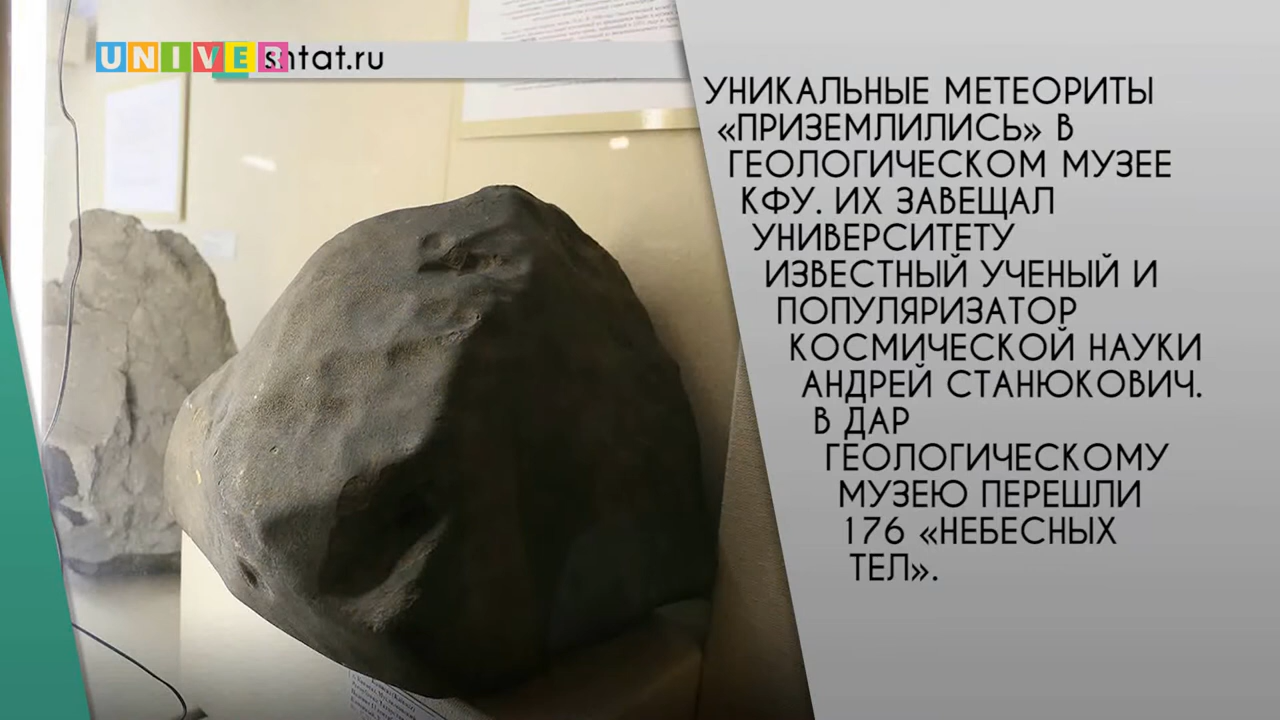 UNIVER
sntat.ru
УНИКАЛЬНЫЕ МЕТЕОРИТЫ
«ПРИЗЕМЛИЛИСЬ» В
ГЕОЛОГИЧЕСКОМ МУЗЕЕ
КФУ. ИХ ЗАВЕЩАЛ
УНИВЕРСИТЕТУ
ИЗВЕСТНЫЙ УЧЕНЫЙ И
ПОПУЛЯРИЗАТОР
КОСМИЧЕСКОЙ НАУКИ
АНДРЕЙ СТАНЮКОВИЧ.
В ДАР
ГЕОЛОГИЧЕСКОМУ
МУЗЕЮ ПЕРЕШЛИ
176 «НЕБЕСНЫХ
ТЕЛ».